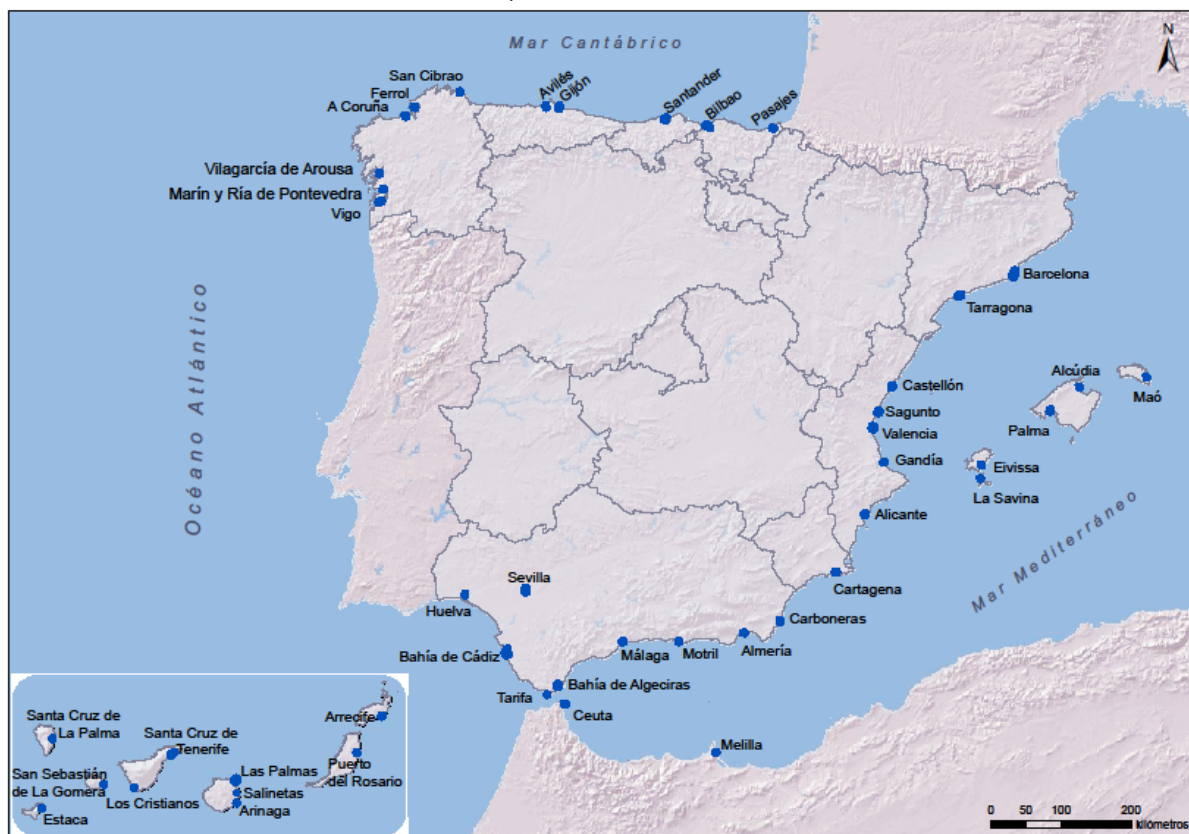 Mar Cantábrico
N
San Cibrao
Ferrol
A Coruña
Avilés
Gijón
Santander
Bilbao
Pasajes
Vilagarcía de Arousa
Marín y Ría de Pontevedra
Vigo
Océano Atlántico
Barcelona
Tarragona
Castellón
Sagunto
Valencia
Gandía
Alicante
Alcúdia
Maó
Palma
Eivissa
La Savina
Mar Mediterráneo
Cartagena
Carboneras
Almería
Motril
Málaga
Sevilla
Huelva
Bahía de Cádiz
Tarifa
Bahía de Algeciras
Ceuta
Melilla
Santa Cruz de
La Palma
Santa Cruz de
Tenerife
Arrecife
San Sebastián
de La Gomera
Los Cristianos
Estaca
Las Palmas
Salinetas
Arinaga
Puerto
del Rosario
0 50 100 200
kilómetros